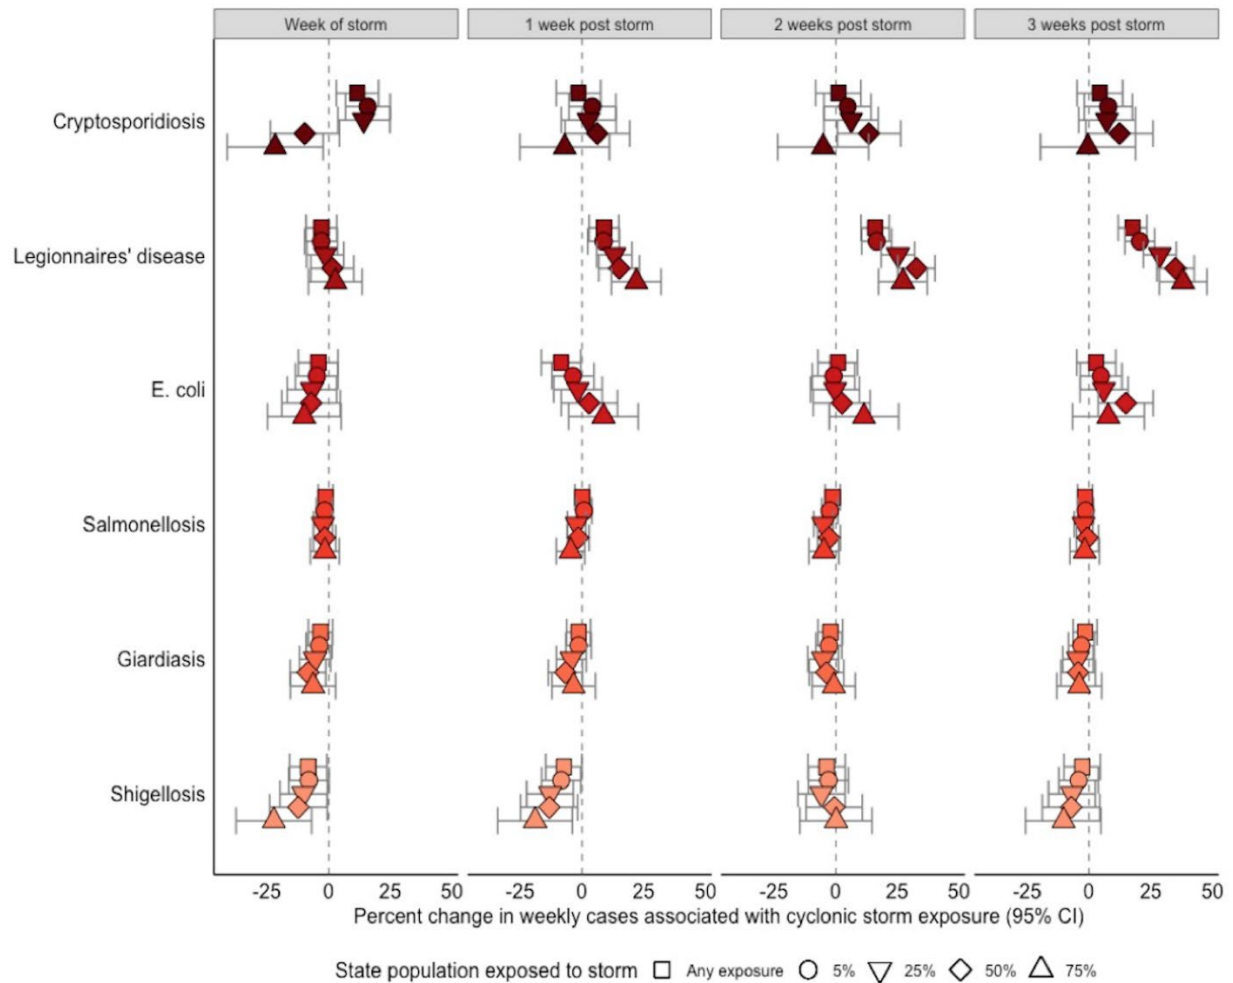 Week of storm
1 week post storm
2 weeks post storm
3 weeks post storm
Cryptosporidiosis
Legionnaires' disease
E. coli
Salmonellosis
Giardiasis
Shigellosis
-25 0 25 50 -25 0 25 50 -25 0 25 50 -25 0 25 50
Percent change in weekly cases associated with cyclonic storm exposure (95% CI)
State population exposed to storm Any exposure 5% 25% 50% 75%